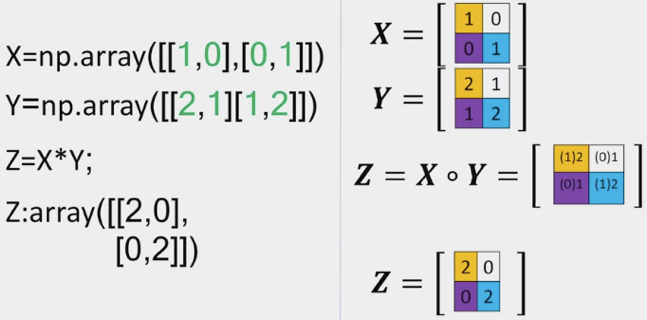 X=np.array([[1,0],[0,1]])
Y=np.array([[2,1][1,2]])
Z=X*Y;
Z:array([[2,0],
[0,2]])
X = [ 1 0
0 1 ]
Y = [ 2 1
1 2 ]
Z = X ∘ Y = [ (1)2 (0)1
(0)1 (1)2 ]
Z = [ 2 0
0 2 ]